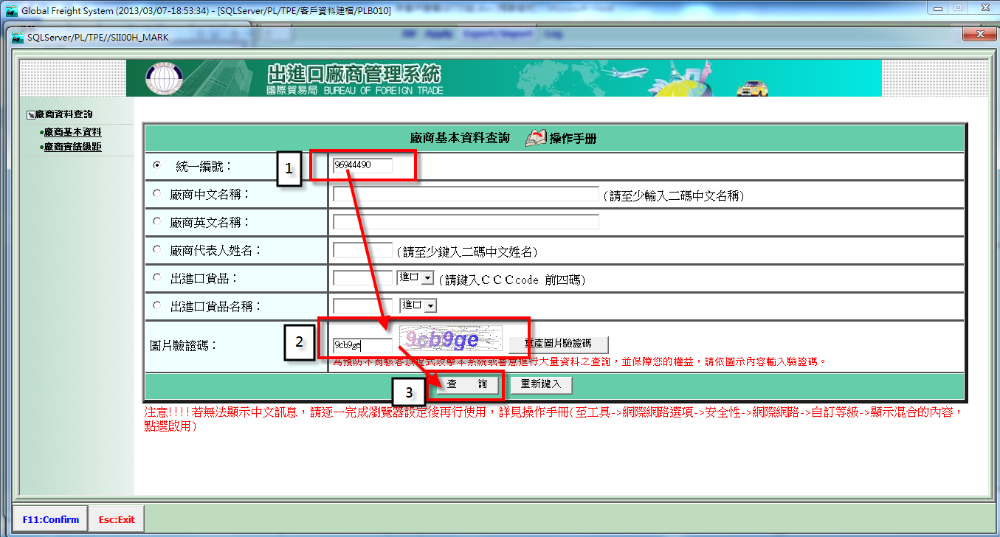 Global Freight System (2013/03/07-18:53:34) - [SQLServer/PL/TPE/客戶資料建檔/PLB010]
SQLServer/PL/TPE//SII00H_MARK
出進口廠商管理系統
國際貿易局 BUREAU OF FOREIGN TRADE
廠商資料查詢
廠商基本資料
廠商實績級距
廠商基本資料查詢 操作手册
統一編號： 1 96944490
廠商中文名稱： (請至少輸入二碼中文名稱)
廠商英文名稱：
廠商代表人姓名： (請至少鍵入二碼中文姓名)
出進口貨品： 進口 (請鍵入ＣＣＣcode 前四碼)
出進口貨品名稱： 進口
圖片驗證碼： 2 9cb9ge 9cb9ge 重產圖片驗證碼
為預防不肖駭客以程式攻擊本系統或蓄意進行大量資料之查詢，並保障您的權益，請依圖示內容輸入驗證碼。
3 查 詢 重新鍵入
注意!!!!若無法顯示中文訊息，請逐一完成瀏覽器設定後再行使用，詳見操作手冊(至工具->網際網路選項->安全性->網際網路->自訂等級->顯示混合的內容，
點選啟用)
F11:Confirm Esc:Exit